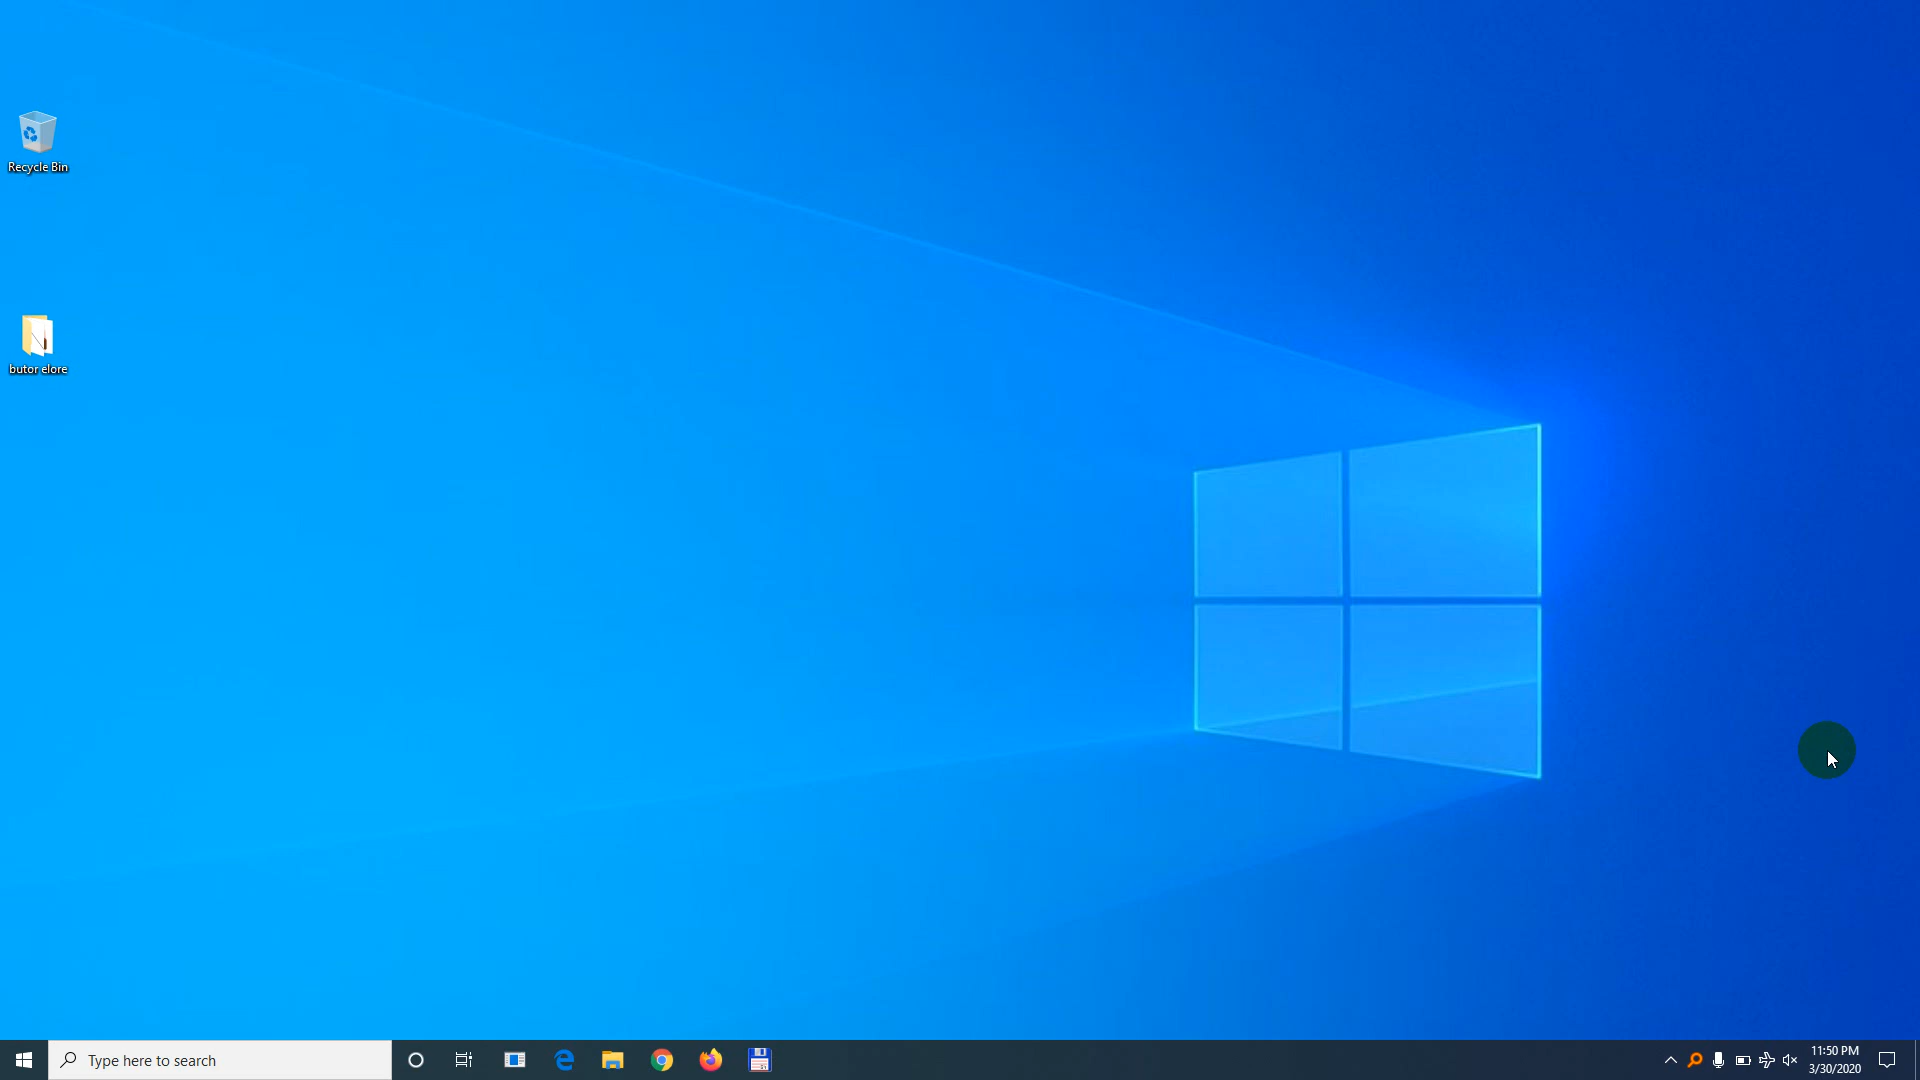 Recycle Bin
butor elore
Type here to search
11:50 PM
3/30/2020